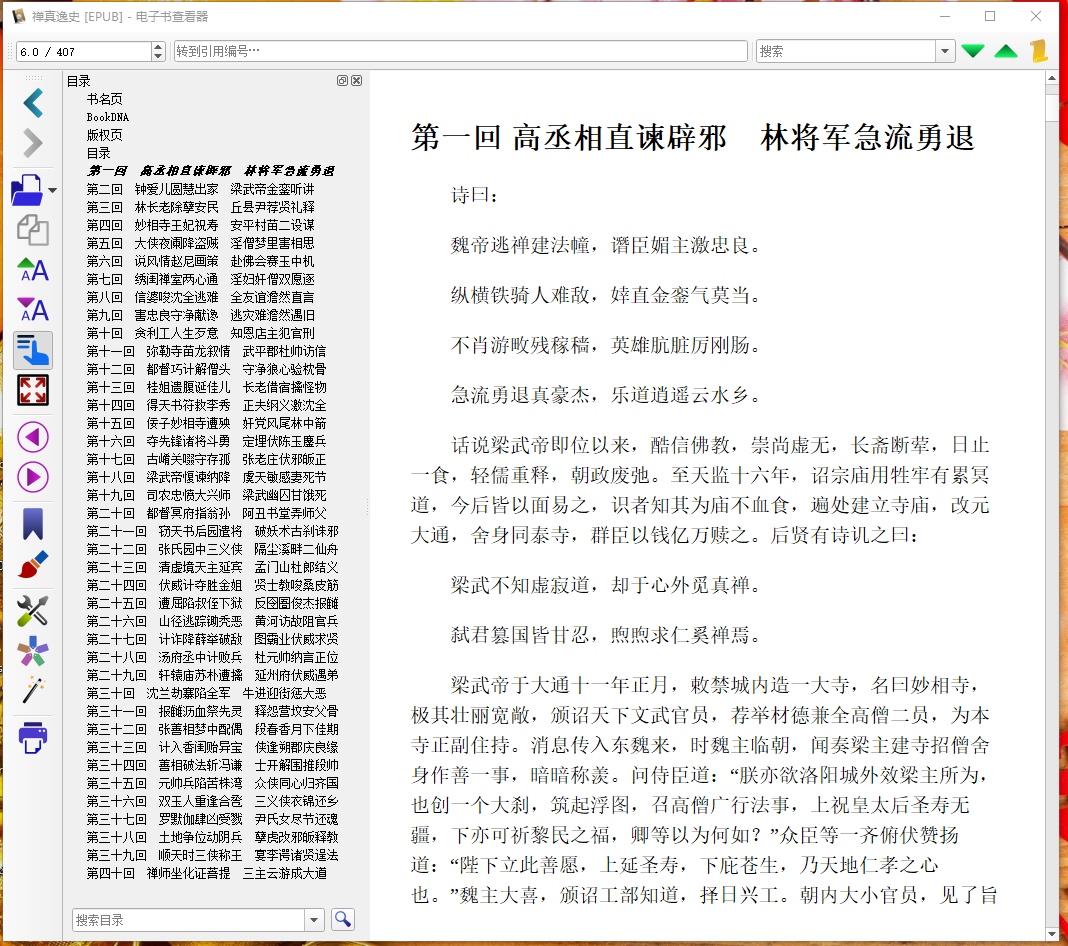 禅真逸史 [EPUB] - 电子书查看器
6.0 / 407
转到引用编号…
搜索
目录
书名页
BookDNA
版权页
目录
第一回 高丞相直谏辟邪 林将军急流勇退
第二回 钟爱儿圆慧出家 梁武帝金銮听讲
第三回 林长老除孽安民 丘县尹荐贤礼释
第四回 妙相寺王妃祝寿 安平村苗二设谋
第五回 大侠夜阑降盗贼 淫僧梦里害相思
第六回 说风情赵尼画策 赴佛会赛玉中机
第七回 绣闺禅室两心通 淫妇奸僧双愿逐
第八回 信婆唆沈全逃难 全友谊澹然直言
第九回 害忠良守净献谗 逃灾难澹然遇旧
第十回 贪利工人生歹意 知恩店主犯官刑
第十一回 弥勒寺苗龙叙情 武平郡杜帅访信
第十二回 都督巧计解僧头 守净狼心验枕骨
第十三回 桂姐遗腹诞佳儿 长老借宿擒怪物
第十四回 得天书符救李秀 正夫纲义激沈全
第十五回 佞子妙相寺遭殃 奸党风尾林中箭
第十六回 夺先锋诸将斗勇 定埋伏陈玉鏖兵
第十七回 古崤关啜守存孤 张老庄伏邪皈正
第十八回 梁武帝愎谏纳降 虞天敏感妻死节
第十九回 司农忠愤大兴师 梁武幽囚甘饿死
第二十回 都督冥府指翁孙 阿丑书堂弄师父
第二十一回 窃天书后园遣将 破妖术古刹诛邪
第二十二回 张氏园中三义侠 隔尘溪畔二仙舟
第二十三回 清虚境天主延宾 孟门山杜郎结义
第二十四回 伏威计夺胜金姐 贤士教唆桑皮筋
第二十五回 遭屈陷叔侄下狱 反囹圄俊杰报雠
第二十六回 山径逃踪锄秃恶 黄河访故阻官兵
第二十七回 计诈降薛举破敌 图霸业伏威求贤
第二十八回 汤府丞中计败兵 杜元帅纳言正位
第二十九回 轩辕庙苏朴遭擒 延州府伏威遇弟
第三十回 沈兰劫寨陷全军 牛进迎街惩大恶
第三十一回 报雠沥血祭先灵 释怨营坟安父骨
第三十二回 张善相梦中配偶 段春香月下佳期
第三十三回 计入香闺贻异宝 侠逢朔郡庆良缘
第三十四回 善相破法斩冯谦 士开解围推段帅
第三十五回 元帅兵陷苦株湾 众侠同心归齐国
第三十六回 双玉人重逢合卺 三义侠衣锦还乡
第三十七回 罗默伽肆凶受戮 尹氏女尽节还魂
第三十八回 土地争位动阴兵 孽虎改邪皈释教
第三十九回 顺天时三侠称王 宴李谔诸贤逞法
第四十回 禅师坐化证菩提 三主云游成大道
搜索目录
第一回 高丞相直谏辟邪 林将军急流勇退
诗曰：
魏帝逃禅建法幢，谮臣媚主激忠良。
纵横铁骑人难敌，婞直金銮气莫当。
不肖游畋残稼穑，英雄肮脏厉刚肠。
急流勇退真豪杰，乐道逍遥云水乡。
话说梁武帝即位以来，酷信佛教，崇尚虚无，长斋断荤，日止
一食，轻儒重释，朝政废弛。至天监十六年，诏宗庙用牲牢有累冥
道，今后皆以面易之，识者知其为庙不血食，遍处建立寺庙，改元
大通，舍身同泰寺，群臣以钱亿万赎之。后贤有诗讥之曰：
梁武不知虚寂道，却于心外觅真禅。
弑君篡国皆甘忍，煦煦求仁奚禅焉。
梁武帝于大通十一年正月，敕禁城内造一大寺，名曰妙相寺，
极其壮丽宽敞，颁诏天下文武官员，荐举材德兼全高僧二员，为本
寺正副住持。消息传入东魏来，时魏主临朝，闻奏梁主建寺招僧舍
身作善一事，暗暗称羡。问侍臣道：“朕亦欲洛阳城外效梁主所为，
也创一个大刹，筑起浮图，召高僧广行法事，上祝皇太后圣寿无
疆，下亦可祈黎民之福，卿等以为何如？”众臣等一齐俯伏赞扬
道：“陛下立此善愿，上延圣寿，下庇苍生，乃天地仁孝之心
也。”魏主大喜，颁诏工部知道，择日兴工。朝内大小官员，见了旨